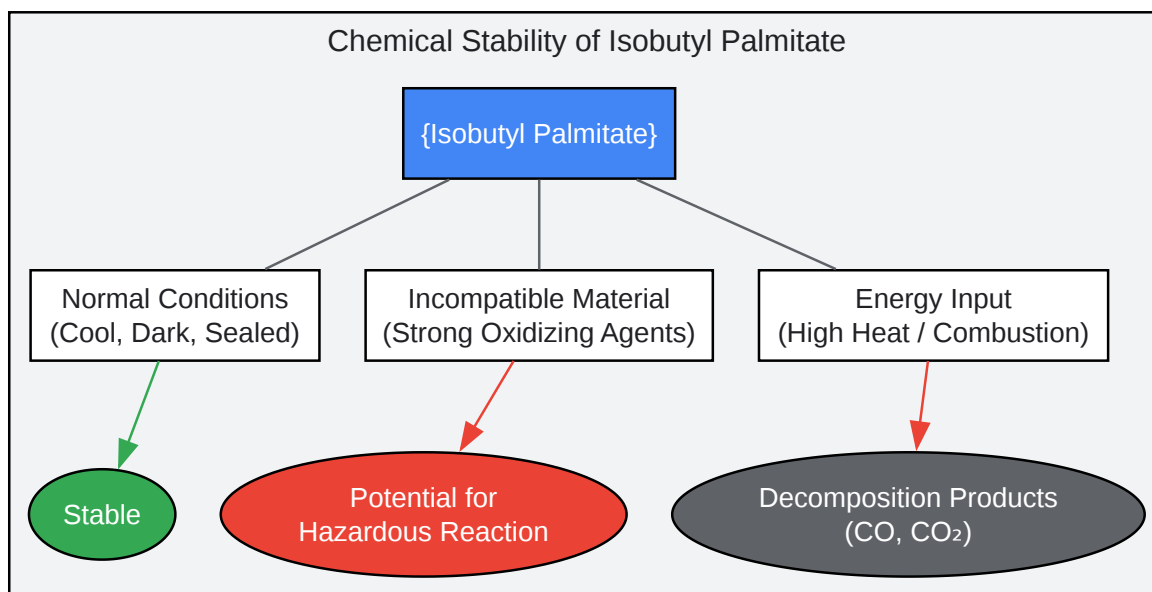 Chemical Stability of Isobutyl Palmitate
{Isobutyl Palmitate}
Normal Conditions
(Cool, Dark, Sealed)
Incompatible Material
(Strong Oxidizing Agents)
Energy Input
(High Heat / Combustion)
Stable
Potential for
Hazardous Reaction
Decomposition Products
(CO, CO₂)